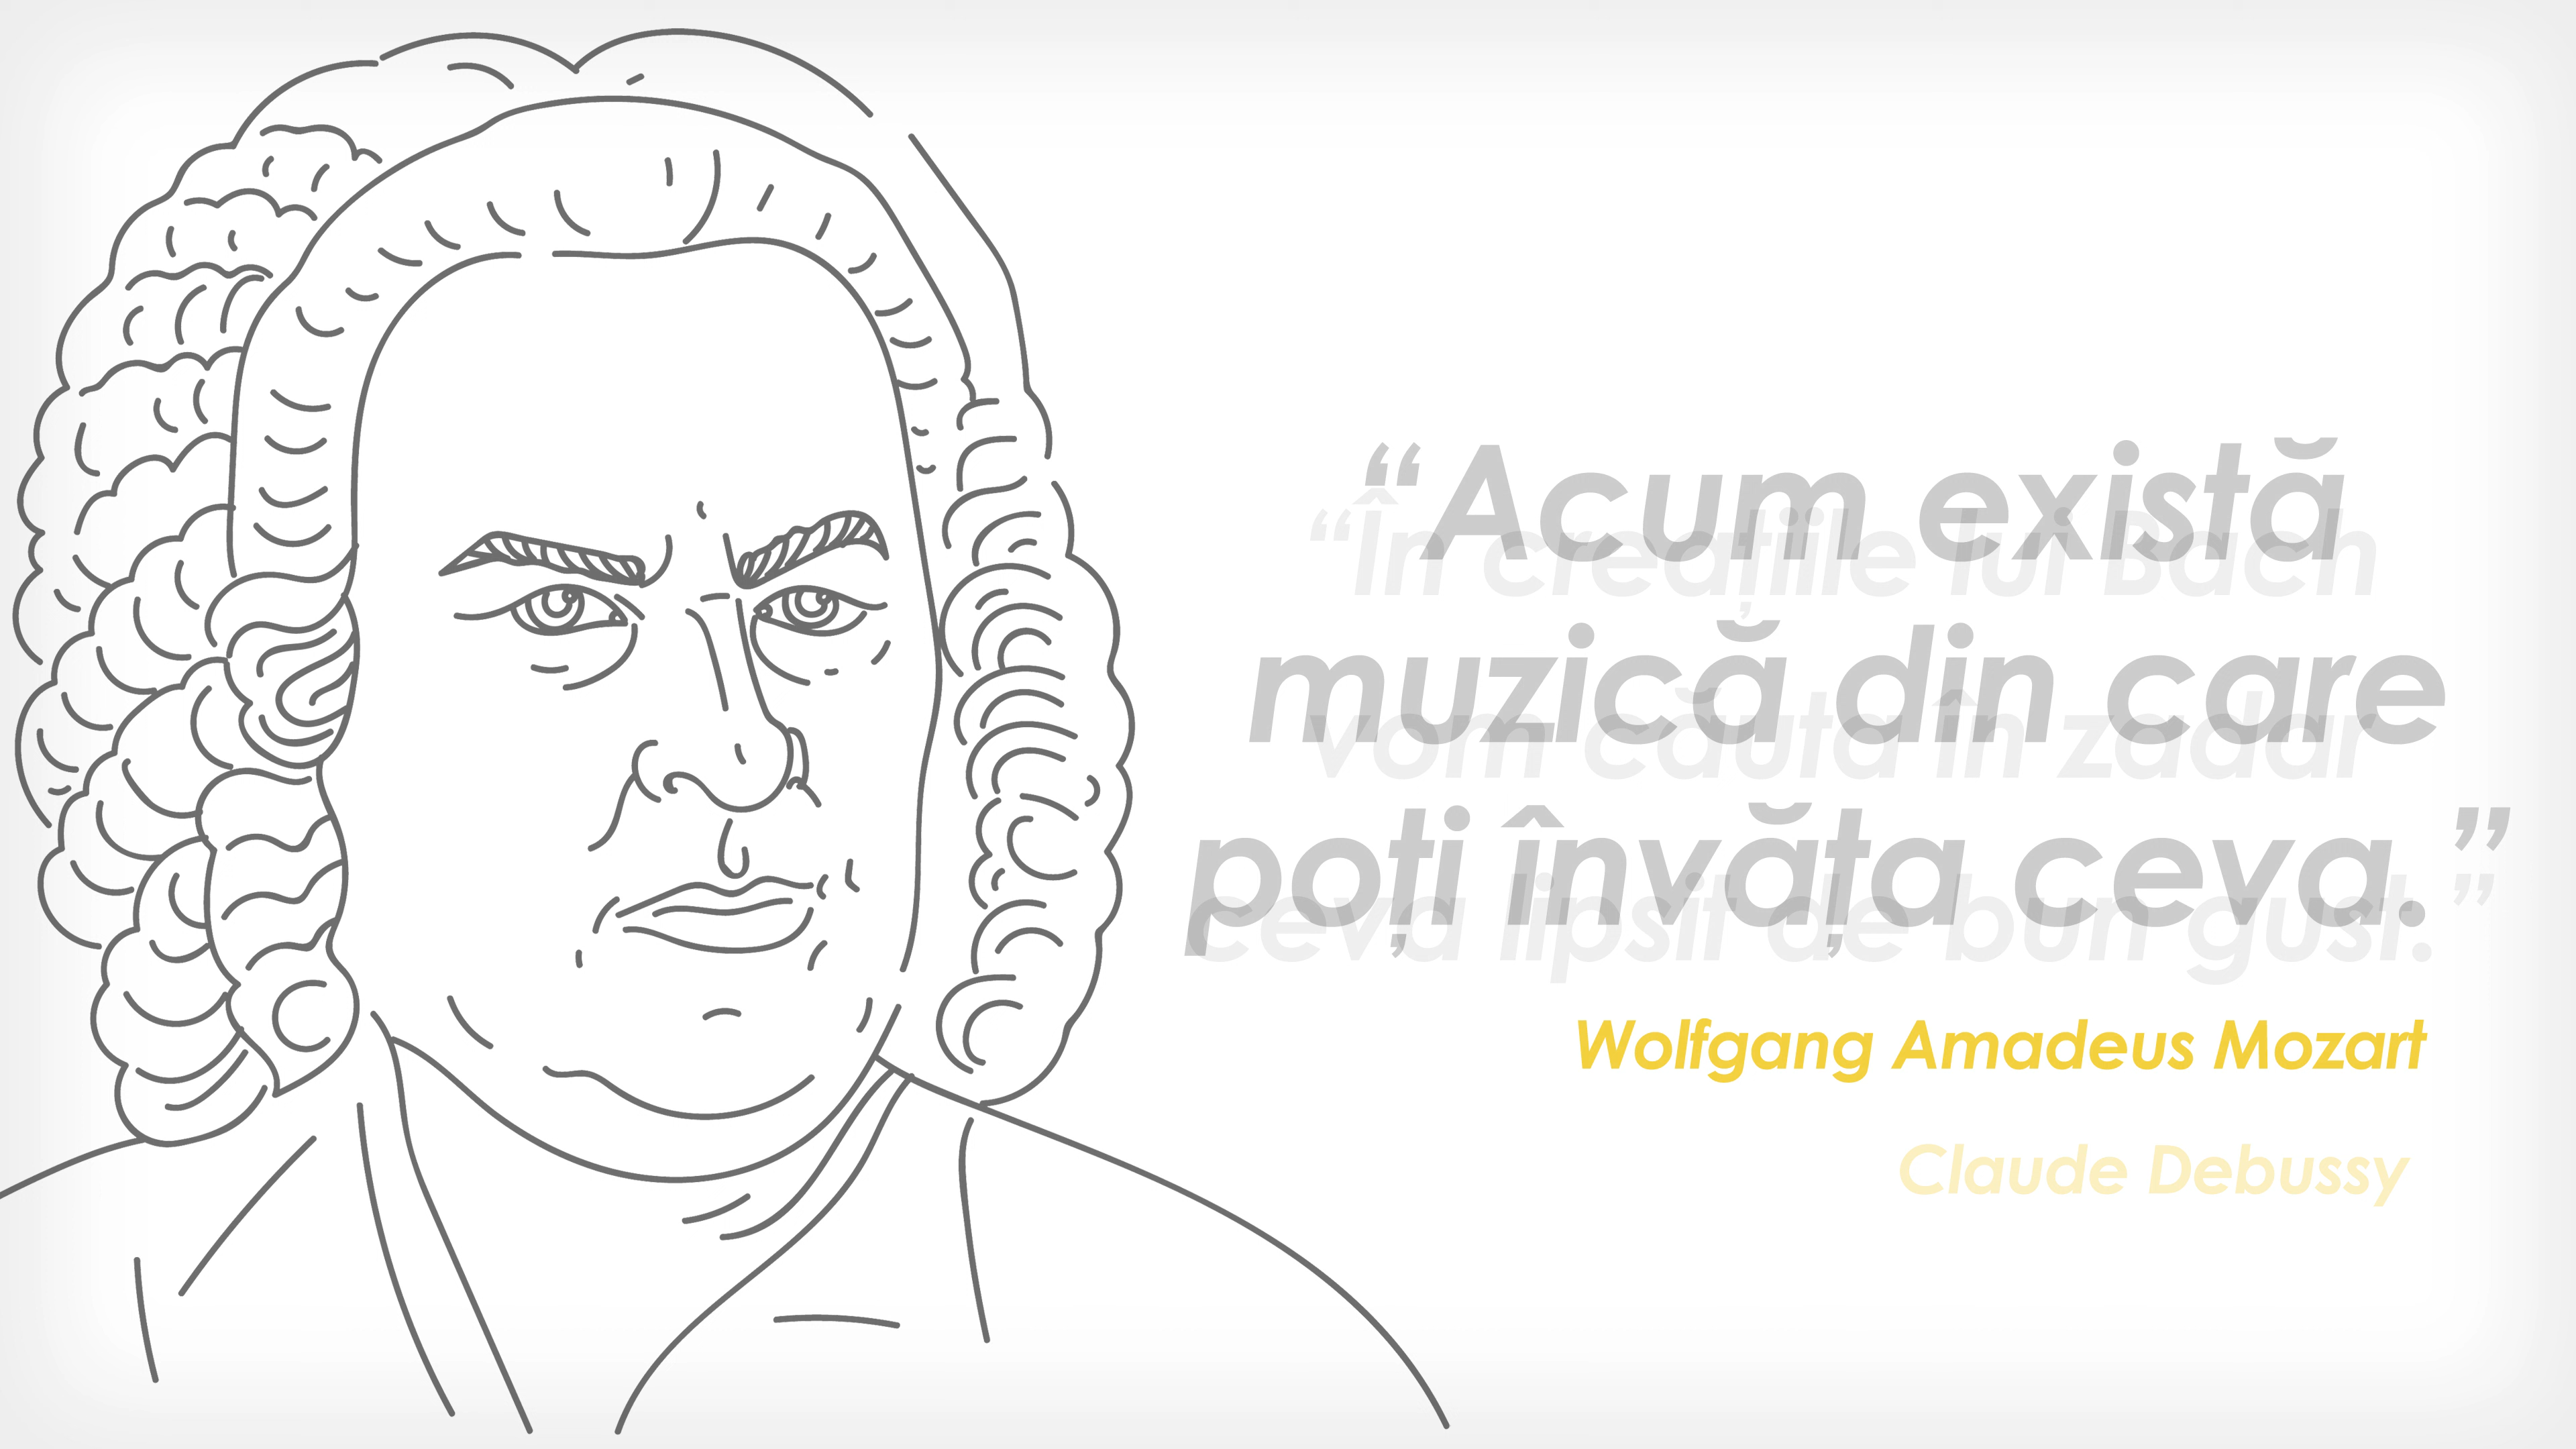 “Acum există
muzică din care
poți învăța ceva.”
Wolfgang Amadeus Mozart
“În creațiile lui Bach
vom căuta în zadar
ceva lipsit de bun gust.”
Claude Debussy